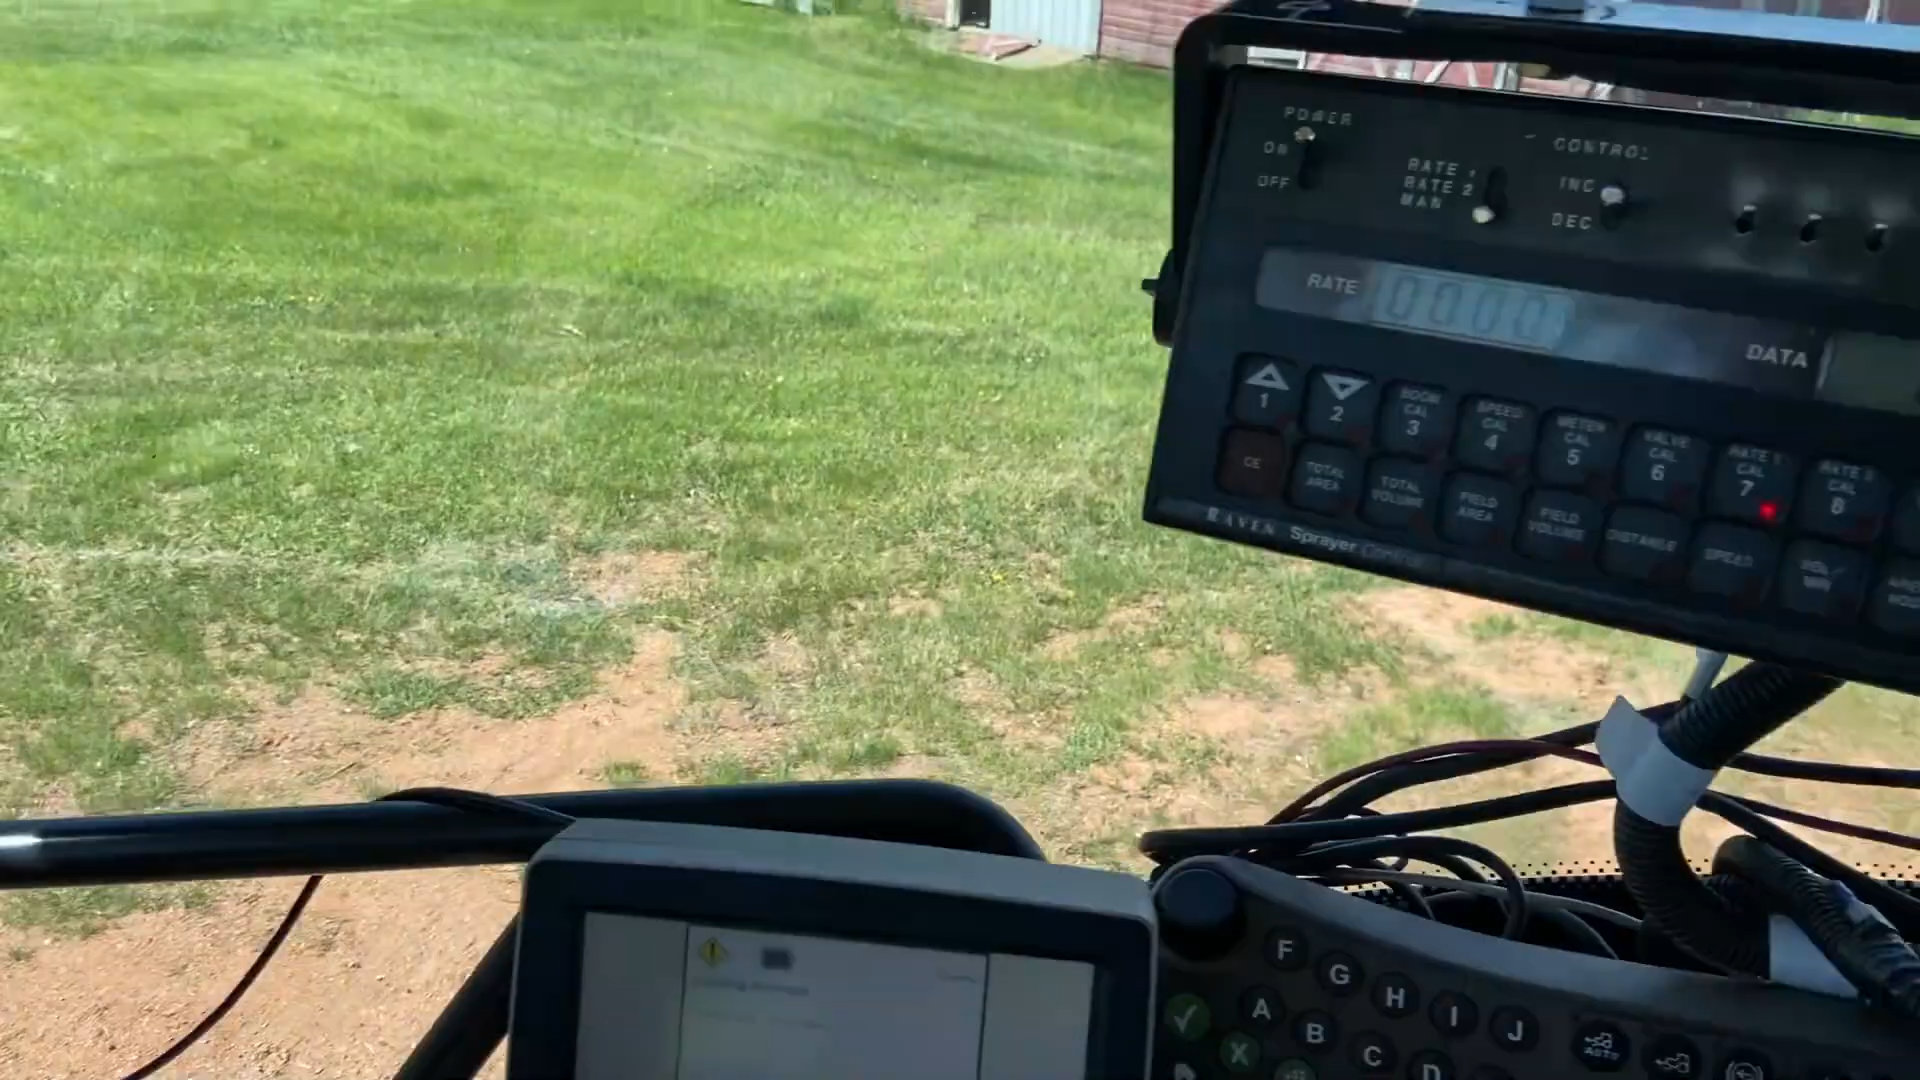 POWER
ON
OFF
RATE 1
RATE 2
MAN
CONTROL
INC
DEC
RATE 0000
DATA
1
2
BOOM CAL 3
SPEED CAL 4
METER CAL 5
VALVE CAL 6
RATE 1 CAL 7
RATE 2 CAL 8
CE
TOTAL AREA
TOTAL VOLUME
FIELD AREA
FIELD VOLUME
DISTANCE
SPEED
RAVEN Sprayer
F G H I J
A B C D
AUTO